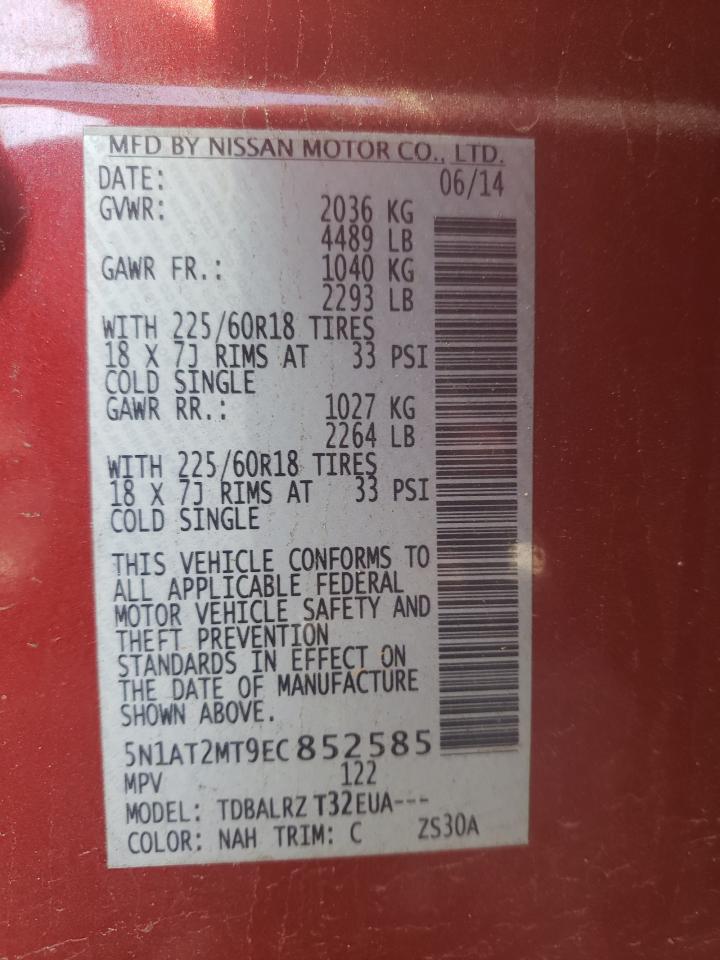 MFD BY NISSAN MOTOR CO., LTD.
DATE: 06/14
GVWR: 2036 KG
4489 LB
GAWR FR.: 1040 KG
2293 LB
WITH 225/60R18 TIRES
18 X 7J RIMS AT 33 PSI
COLD SINGLE
GAWR RR.: 1027 KG
2264 LB
WITH 225/60R18 TIRES
18 X 7J RIMS AT 33 PSI
COLD SINGLE
THIS VEHICLE CONFORMS TO
ALL APPLICABLE FEDERAL
MOTOR VEHICLE SAFETY AND
THEFT PREVENTION
STANDARDS IN EFFECT ON
THE DATE OF MANUFACTURE
SHOWN ABOVE.
5N1AT2MT9EC852585
MPV 122
MODEL: TDBALRZ T32EUA---
COLOR: NAH TRIM: C ZS30A